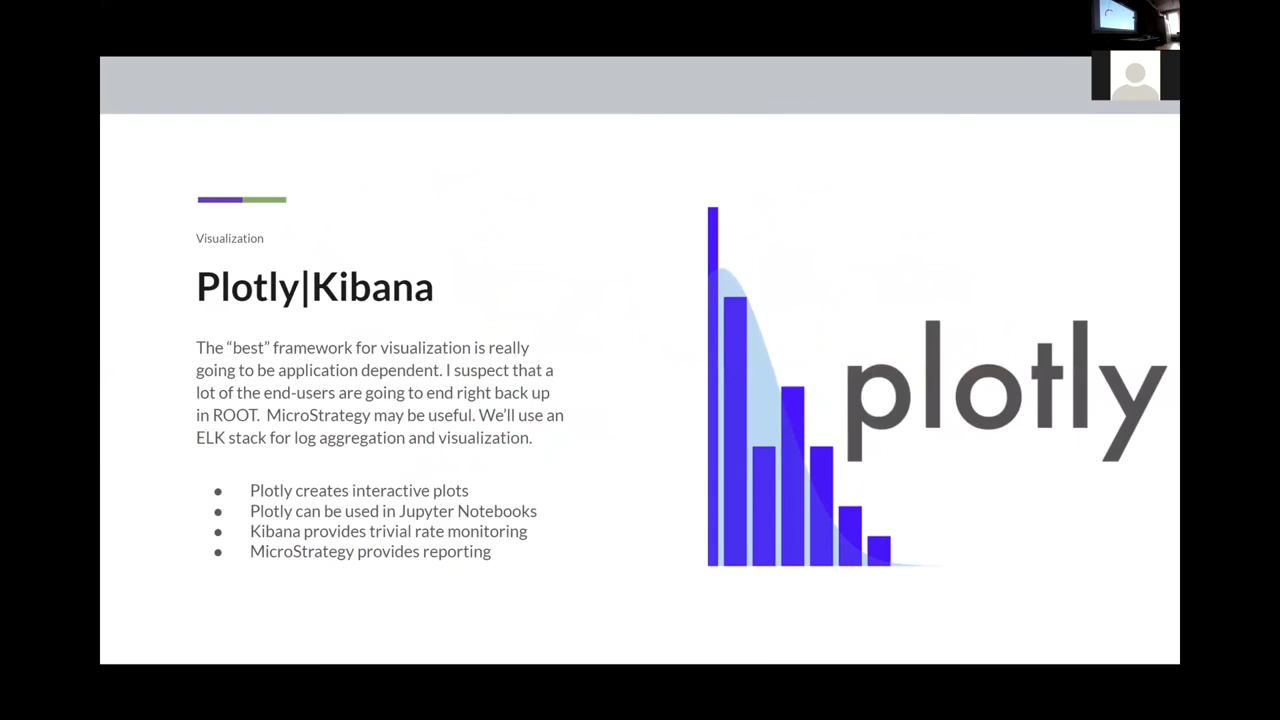 Visualization
Plotly|Kibana
The “best” framework for visualization is really
going to be application dependent. I suspect that a
lot of the end-users are going to end right back up
in ROOT.  MicroStrategy may be useful. We’ll use an
ELK stack for log aggregation and visualization.
● Plotly creates interactive plots
● Plotly can be used in Jupyter Notebooks
● Kibana provides trivial rate monitoring
● MicroStrategy provides reporting
plotly